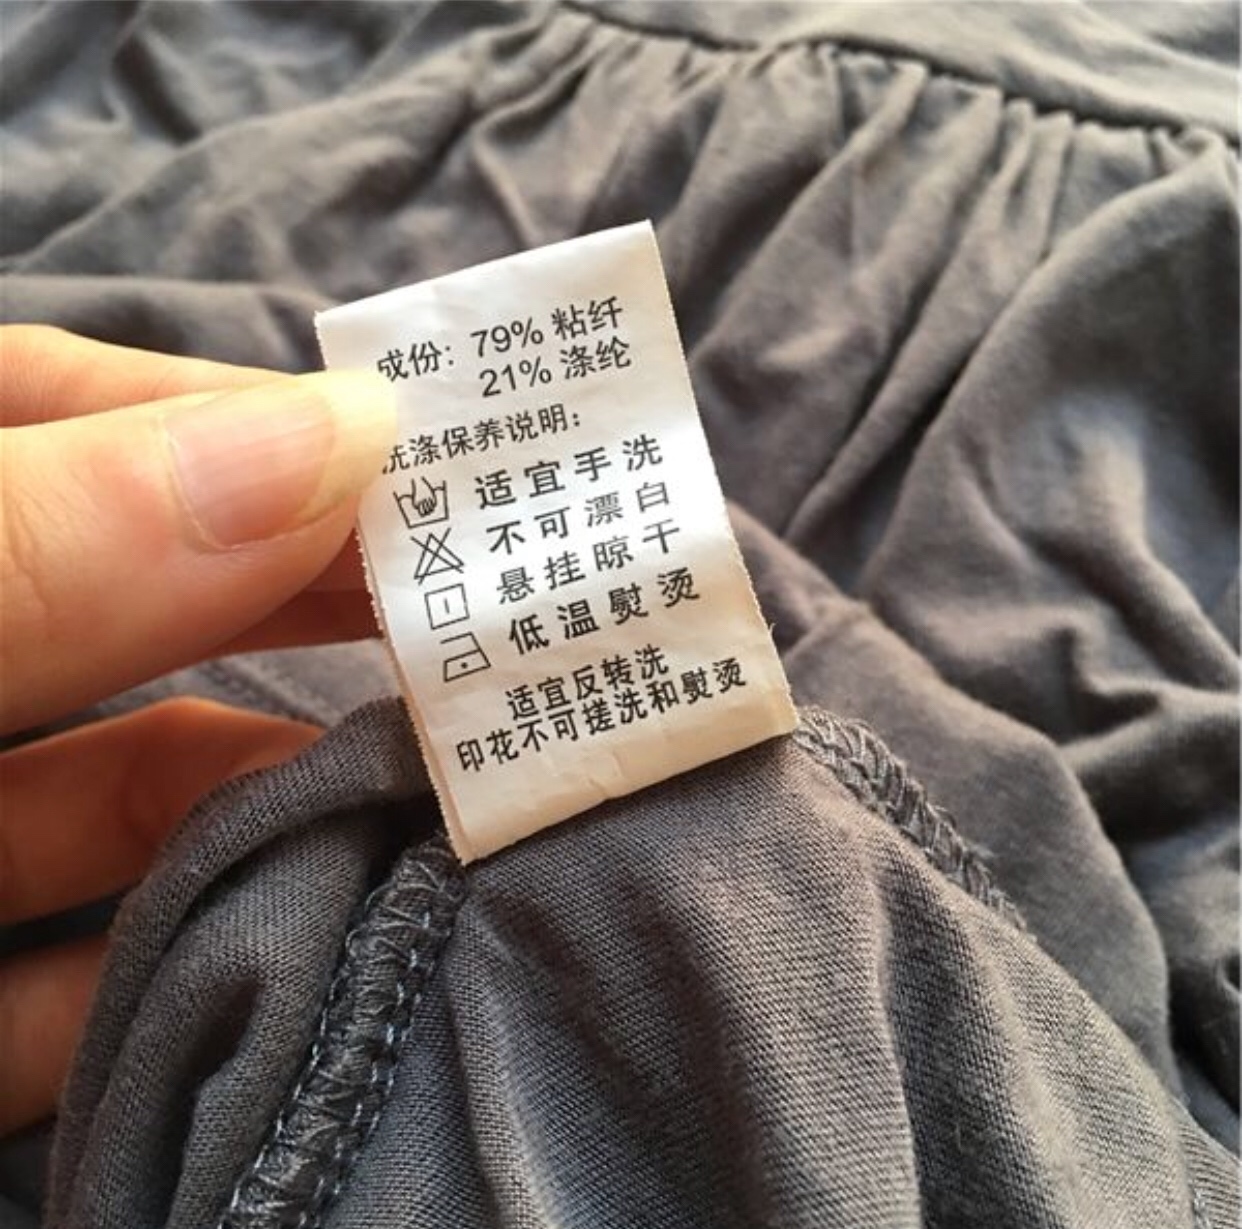 成份：79% 粘纤
21% 涤纶
洗涤保养说明：
适宜手洗
不可漂白
悬挂晾干
低温熨烫
适宜反转洗
印花不可搓洗和熨烫